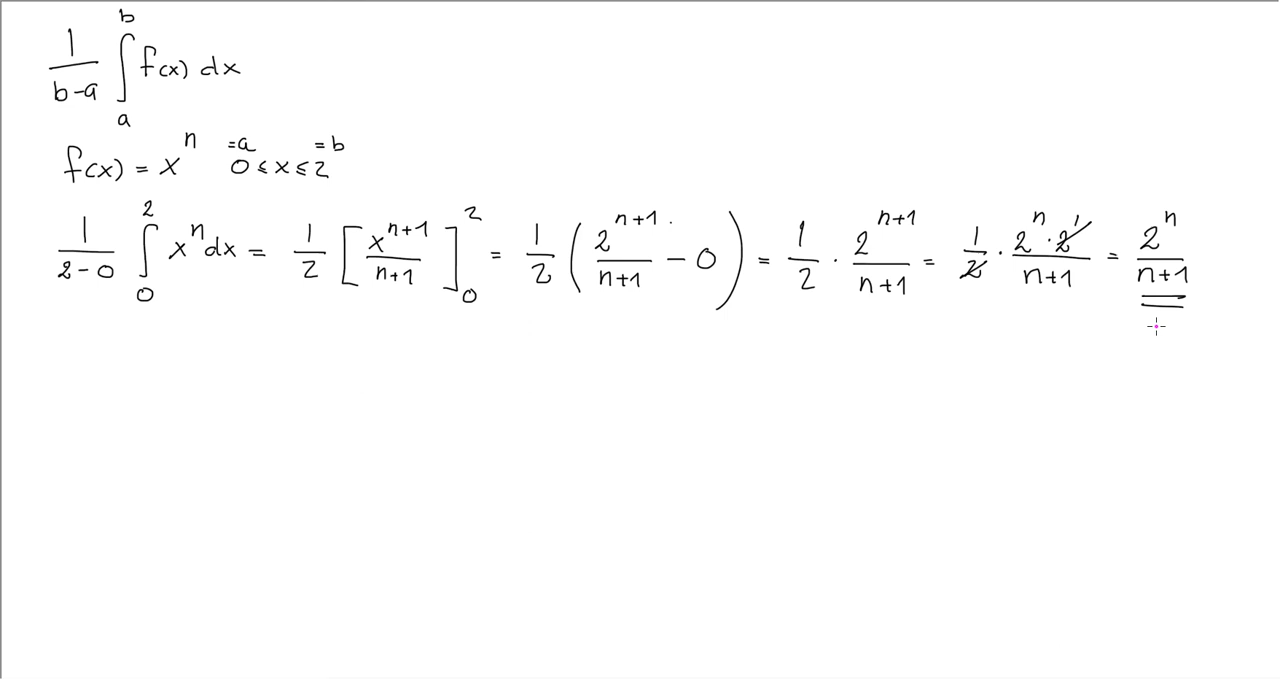 1/(b-a) ∫_a^b f(x) dx
f(x) = x^n   0 ≤ x ≤ 2   =a   =b
1/(2-0) ∫_0^2 x^n dx = 1/2 [x^(n+1)/(n+1)]_0^2 = 1/2 (2^(n+1)/(n+1) - 0) = 1/2 · 2^(n+1)/(n+1) = 1/2 · (2^n · 2^1)/(n+1) = 2^n/(n+1)